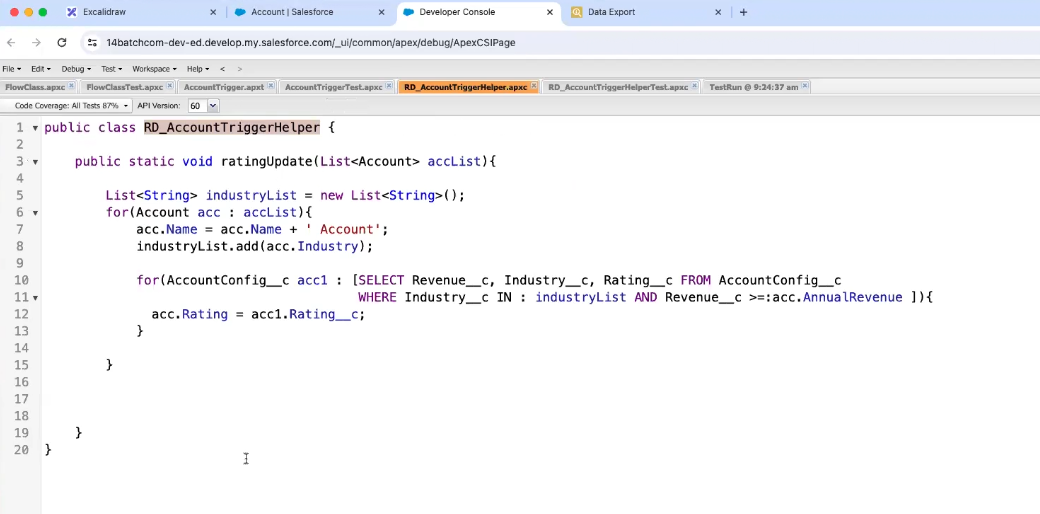 Excalidraw
Account | Salesforce
Developer Console
Data Export
14batchcom-dev-ed.develop.my.salesforce.com/_ui/common/apex/debug/ApexCSIPage
File Edit Debug Test Workspace Help < >
FlowClass.apxc FlowClassTest.apxc AccountTrigger.apxt AccountTriggerTest.apxc RD_AccountTriggerHelper.apxc RD_AccountTriggerHelperTest.apxc TestRun @ 9:24:37 am
Code Coverage: All Tests 87% API Version: 60
1 public class RD_AccountTriggerHelper {
2
3 public static void ratingUpdate(List<Account> accList){
4
5 List<String> industryList = new List<String>();
6 for(Account acc : accList){
7 acc.Name = acc.Name + ' Account';
8 industryList.add(acc.Industry);
9
10 for(AccountConfig__c acc1 : [SELECT Revenue__c, Industry__c, Rating__c FROM AccountConfig__c
11 WHERE Industry__c IN : industryList AND Revenue__c >=:acc.AnnualRevenue ]){
12 acc.Rating = acc1.Rating__c;
13 }
14
15 }
16
17
18
19 }
20 }